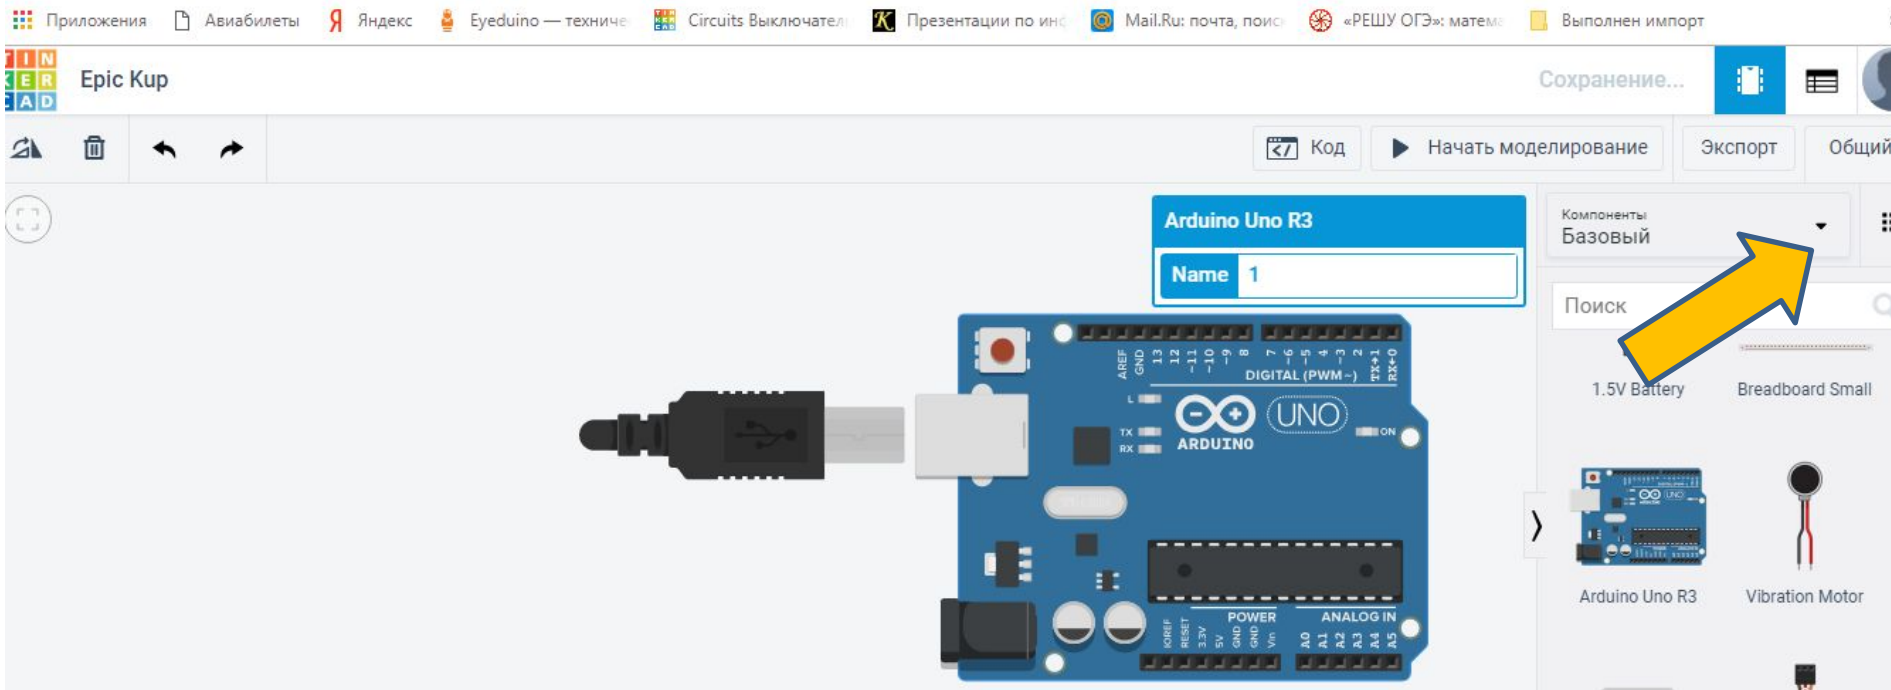 Приложения Авиабилеты Яндекс Eyeduino — техниче Circuits Выключател Презентации по инф Mail.Ru: почта, поис «РЕШУ ОГЭ»: матема Выполнен импорт
TIN
KER
CAD
Epic Kup
Сохранение...
Код Начать моделирование Экспорт Общий
Arduino Uno R3
Name 1
Компоненты
Базовый
Поиск
1.5V Battery Breadboard Small
Arduino Uno R3 Vibration Motor
AREF GND 13 12 ~11 ~10 ~9 8 7 ~6 ~5 4 ~3 2 TX→1 RX←0
DIGITAL (PWM~)
L
TX
RX
UNO
ARDUINO
ON
POWER ANALOG IN
IOREF RESET 3.3V 5V GND GND Vin A0 A1 A2 A3 A4 A5